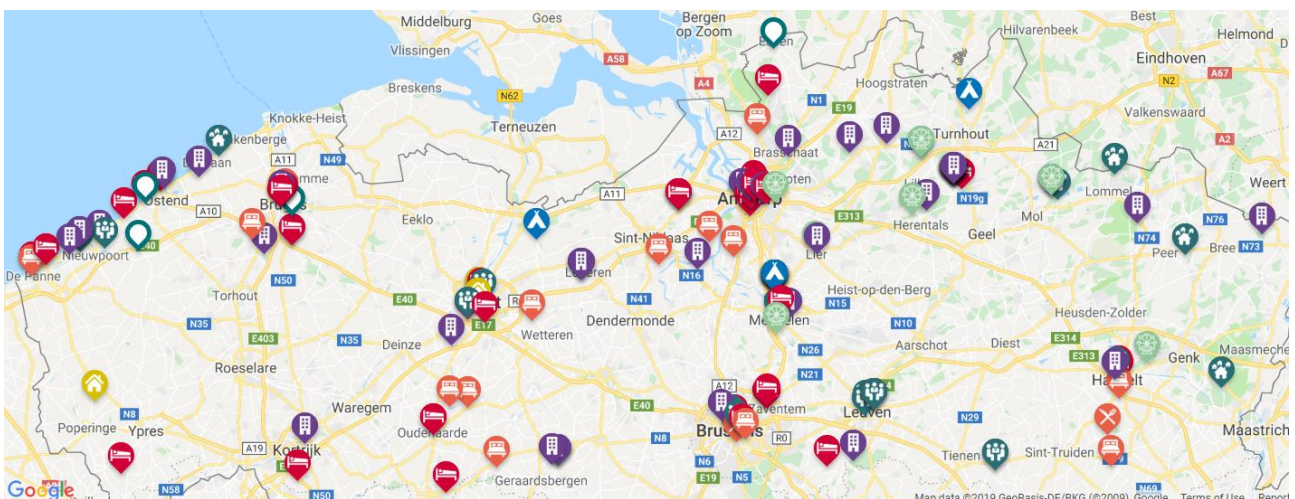 Middelburg
Goes
Bergen
op Zoom
Hilvarenbeek
Best
Helmond
Vlissingen
A58
Eindhoven
A67
A4
N2
Breskens
N62
Hoogstraten
N1
E19
Valkenswaard
Terneuzen
Knokke-Heist
A12
Turnhout
A2
Brasschaat
A21
A11
N49
Lommel
Weert
A11
Ostend
A10
Eeklo
E313
N19g
Mol
Herentals
N76
Geel
Sint-Niklaas
Lier
N74
Peer
Bree
N73
De Panne
Nieuwpoort
N16
N50
Torhout
E40
N41
Heist-op-den-Berg
N15
Dendermonde
Heusden-Zolder
N35
E17
Wetteren
N10
E403
N35
Deinze
N26
Aarschot
Diest
E314
Genk
E313
Roeselare
N21
A12
Waregem
E40
Zaventem
Leuven
N29
N8
Poperinge
Ypres
A19
Kortrijk
Oudenaarde
N8
R0
Maastrich
Tienen
Sint-Truiden
N6
E19
N5
Geraardsbergen
N58
N50
N69
Google
Map data ©2019 GeoBasis-DE/BKG (©2009), Google
Terms of Use
Report